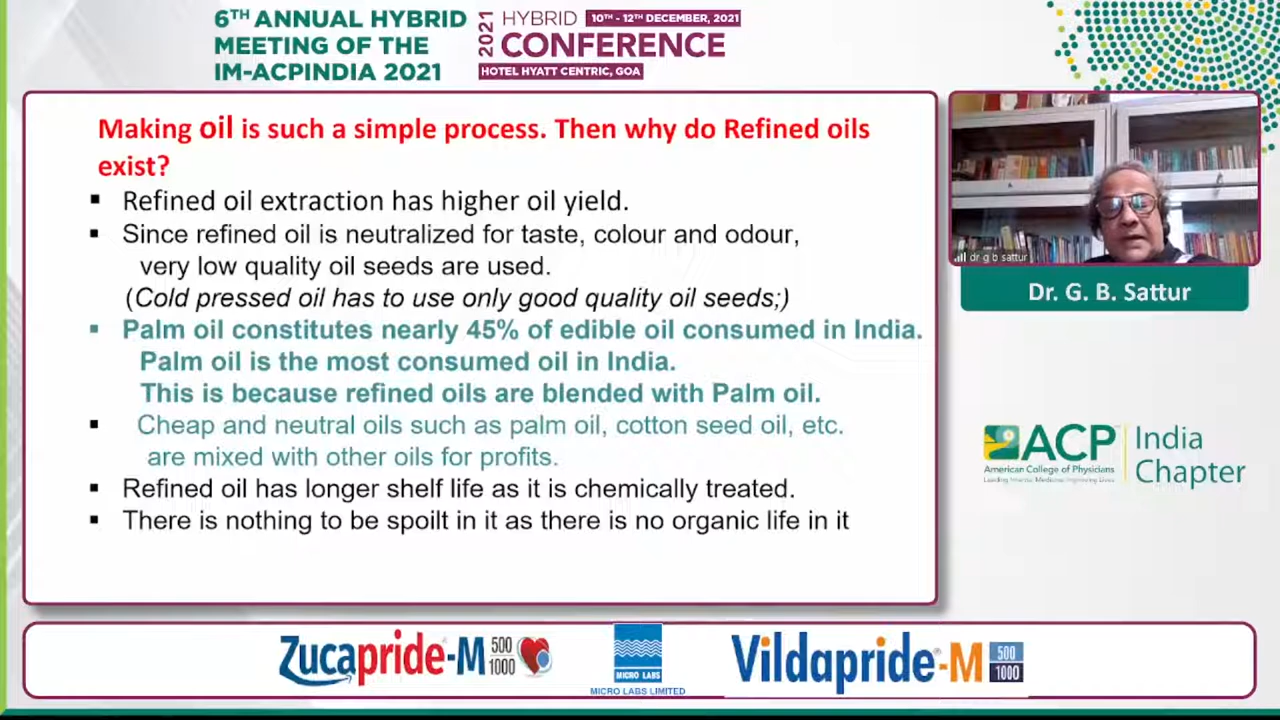 6TH ANNUAL HYBRID
MEETING OF THE
IM-ACPINDIA 2021
2021
HYBRID 10TH - 12TH DECEMBER, 2021
CONFERENCE
HOTEL HYATT CENTRIC, GOA
Making oil is such a simple process. Then why do Refined oils
exist?
▪ Refined oil extraction has higher oil yield.
▪ Since refined oil is neutralized for taste, colour and odour,
very low quality oil seeds are used.
(Cold pressed oil has to use only good quality oil seeds;)
▪ Palm oil constitutes nearly 45% of edible oil consumed in India.
Palm oil is the most consumed oil in India.
This is because refined oils are blended with Palm oil.
▪ Cheap and neutral oils such as palm oil, cotton seed oil, etc.
are mixed with other oils for profits.
▪ Refined oil has longer shelf life as it is chemically treated.
▪ There is nothing to be spoilt in it as there is no organic life in it
dr g b sattur
Dr. G. B. Sattur
ACP
American College of Physicians
Leading Internal Medicine, Improving Lives
India
Chapter
Zucapride-M 500
1000
MICRO LABS
MICRO LABS LIMITED
Vildapride-M 500
1000